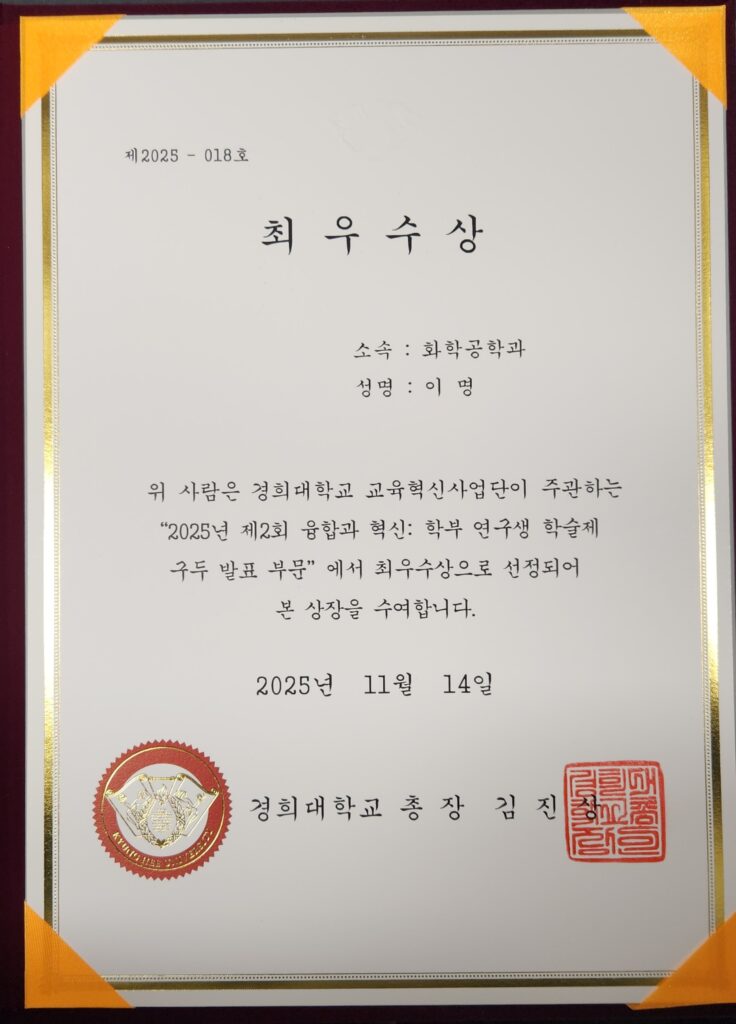 제2025 - 018호
최 우 수 상
소속 : 화학공학과
성명 : 이 명
위 사람은 경희대학교 교육혁신사업단이 주관하는
“2025년 제2회 융합과 혁신: 학부 연구생 학술제
구두 발표 부문” 에서 최우수상으로 선정되어
본 상장을 수여합니다.
2025년 11월 14일
경희대학교 총 장 김 진 상
KYUNG HEE UNIVERSITY